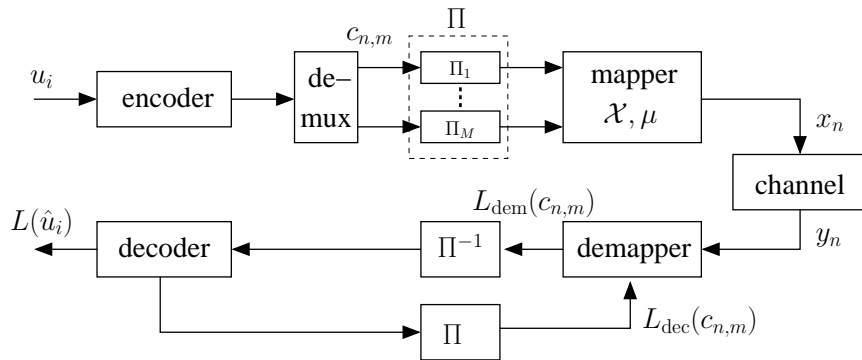 Π
c_{n,m}
u_i
encoder
de–
mux
Π_1
Π_M
mapper
𝒳, μ
x_n
channel
y_n
L(û_i)
decoder
Π^{−1}
L_dem(c_{n,m})
demapper
Π
L_dec(c_{n,m})